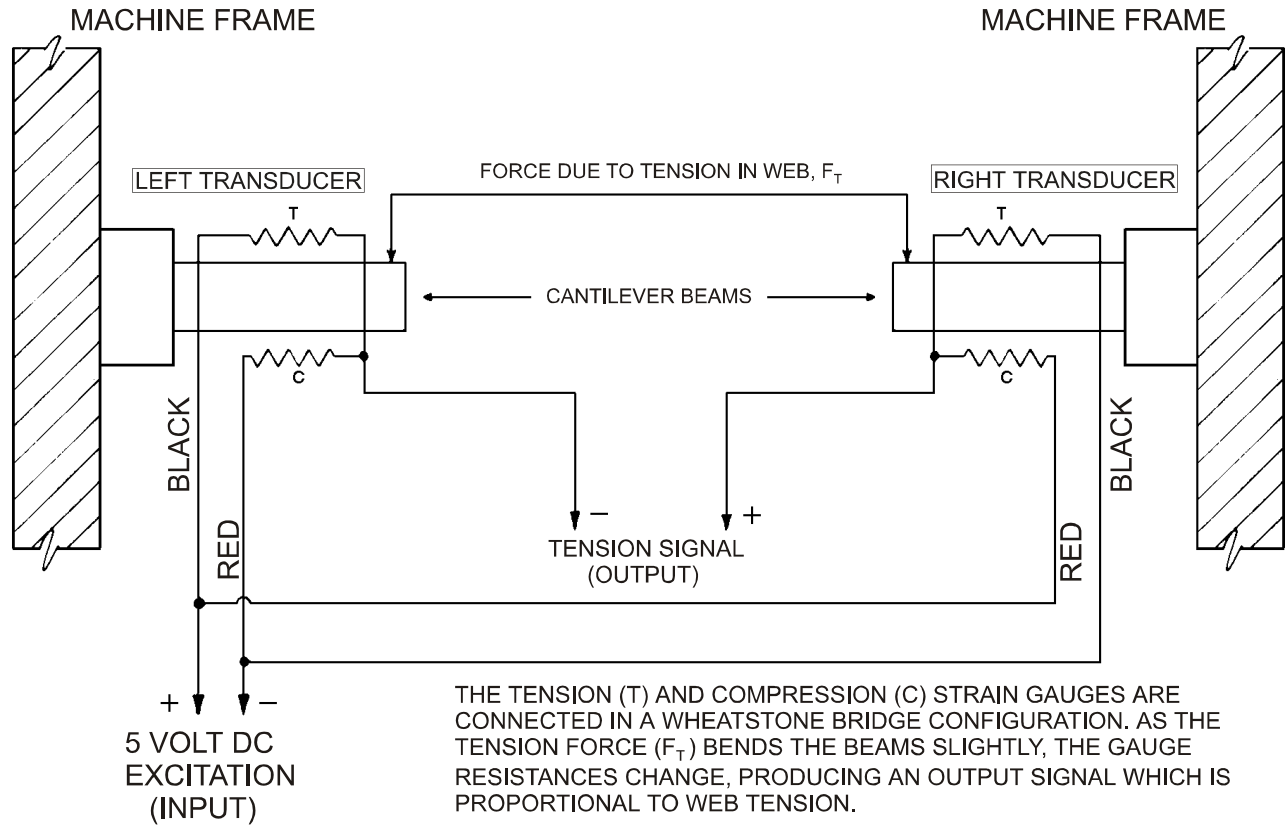 MACHINE FRAME
MACHINE FRAME
LEFT TRANSDUCER
FORCE DUE TO TENSION IN WEB, F_T
RIGHT TRANSDUCER
T
T
CANTILEVER BEAMS
C
C
BLACK
BLACK
RED
RED
−
+
TENSION SIGNAL
(OUTPUT)
+
−
5 VOLT DC
EXCITATION
(INPUT)
THE TENSION (T) AND COMPRESSION (C) STRAIN GAUGES ARE
CONNECTED IN A WHEATSTONE BRIDGE CONFIGURATION. AS THE
TENSION FORCE (F_T) BENDS THE BEAMS SLIGHTLY, THE GAUGE
RESISTANCES CHANGE, PRODUCING AN OUTPUT SIGNAL WHICH IS
PROPORTIONAL TO WEB TENSION.